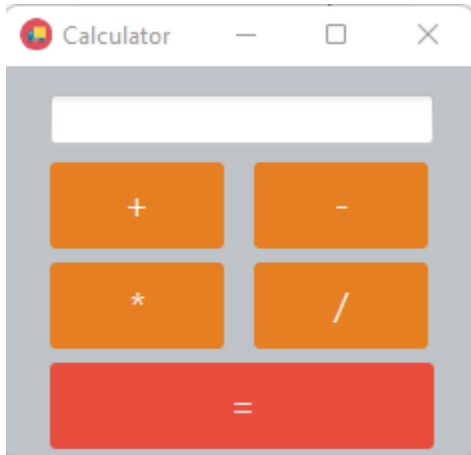 Calculator
+ -
* /
=